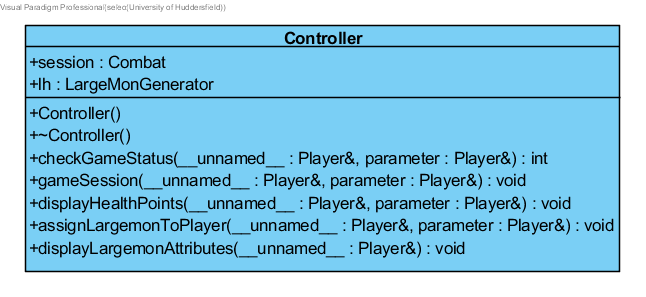 Visual Paradigm Professional(selec(University of Huddersfield))
Controller
+session : Combat
+lh : LargeMonGenerator
+Controller()
+~Controller()
+checkGameStatus(__unnamed__ : Player&, parameter : Player&) : int
+gameSession(__unnamed__ : Player&, parameter : Player&) : void
+displayHealthPoints(__unnamed__ : Player&, parameter : Player&) : void
+assignLargemonToPlayer(__unnamed__ : Player&, parameter : Player&) : void
+displayLargemonAttributes(__unnamed__ : Player&) : void